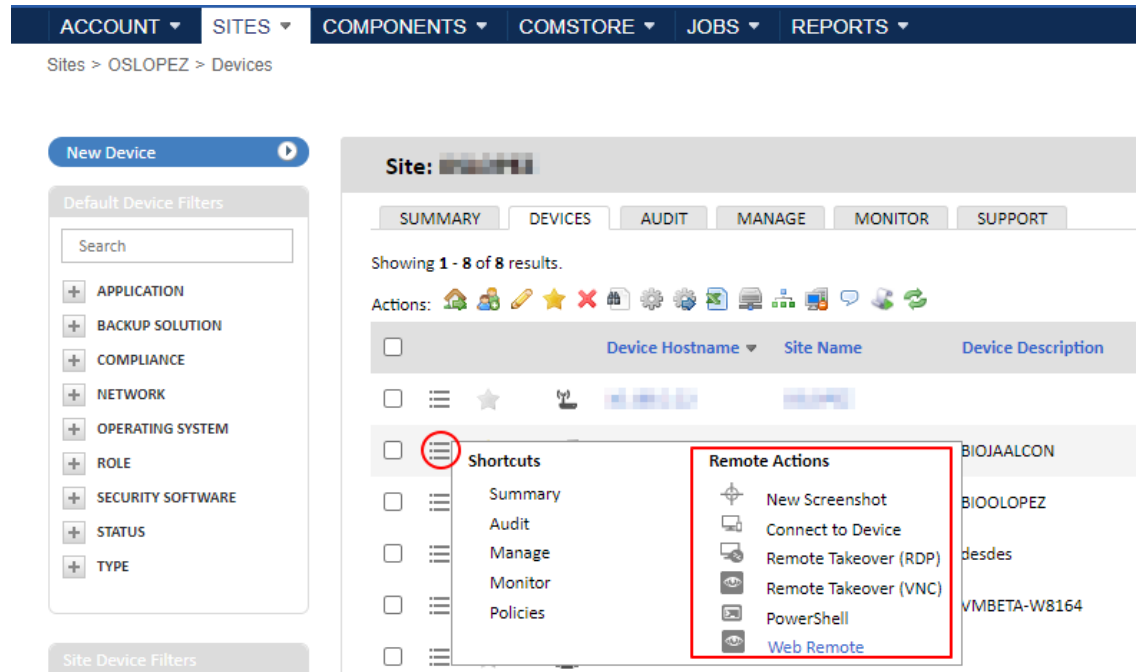 ACCOUNT SITES COMPONENTS COMSTORE JOBS REPORTS
Sites > OSLOPEZ > Devices
New Device
Default Device Filters
Search
APPLICATION
BACKUP SOLUTION
COMPLIANCE
NETWORK
OPERATING SYSTEM
ROLE
SECURITY SOFTWARE
STATUS
TYPE
Site Device Filters
Site:
SUMMARY DEVICES AUDIT MANAGE MONITOR SUPPORT
Showing 1 - 8 of 8 results.
Actions:
Device Hostname Site Name Device Description
BIOJAALCON
BIOOLOPEZ
desdes
VMBETA-W8164
Shortcuts
Summary
Audit
Manage
Monitor
Policies
Remote Actions
New Screenshot
Connect to Device
Remote Takeover (RDP)
Remote Takeover (VNC)
PowerShell
Web Remote